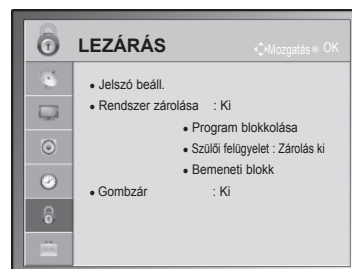 LEZÁRÁS
Mozgatás OK
• Jelszó beáll.
• Rendszer zárolása : Ki
• Program blokkolása
• Szülői felügyelet : Zárolás ki
• Bemeneti blokk
• Gombzár : Ki